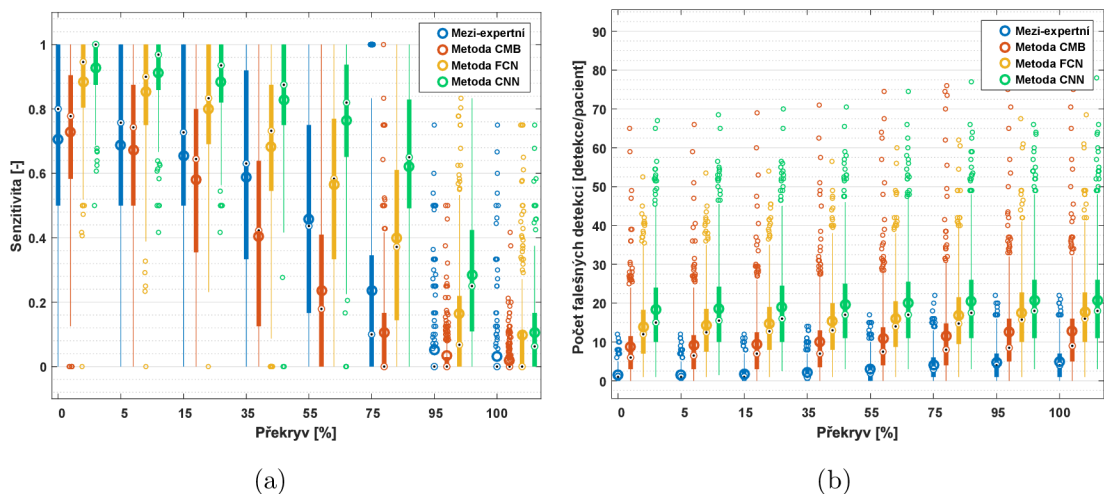 Senzitivita [-]
1
0.8
0.6
0.4
0.2
0
0 5 15 35 55 75 95 100
Překryv [%]
Mezi-expertní
Metoda CMB
Metoda FCN
Metoda CNN
(a)
Počet falešných detekcí [detekce/pacient]
90
80
70
60
50
40
30
20
10
0
0 5 15 35 55 75 95 100
Překryv [%]
Mezi-expertní
Metoda CMB
Metoda FCN
Metoda CNN
(b)